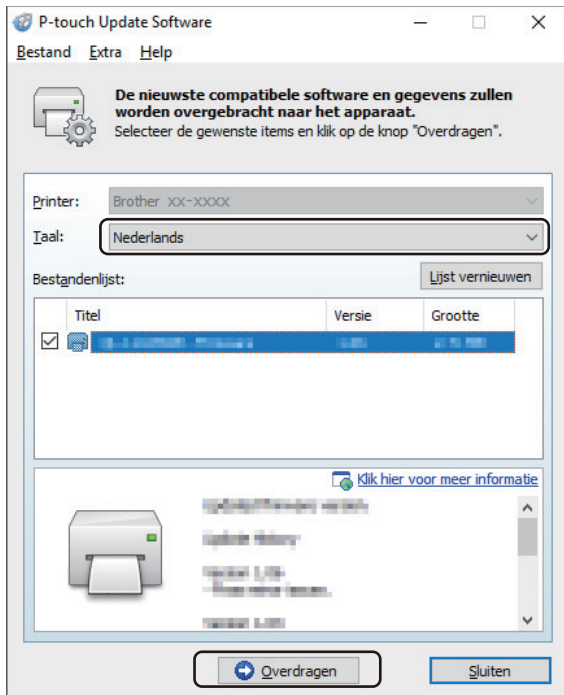 P-touch Update Software
Bestand Extra Help
De nieuwste compatibele software en gegevens zullen
worden overgebracht naar het apparaat.
Selecteer de gewenste items en klik op de knop "Overdragen".
Printer: Brother XX-XXXX
Taal: Nederlands
Bestandenlijst: Lijst vernieuwen
Titel Versie Grootte
Klik hier voor meer informatie
Overdragen Sluiten